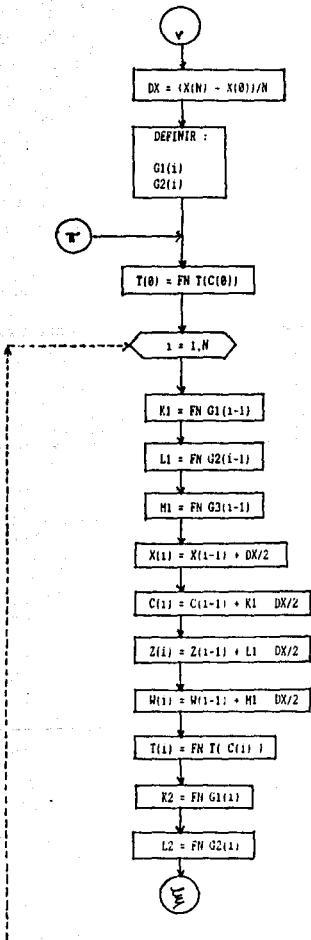 DX = (X(N) - X(0))/N
DEFINIR :
G1(i)
G2(i)
T(0) = FN T(C(0))
i = 1,N
K1 = FN G1(i-1)
L1 = FN G2(i-1)
M1 = FN G3(i-1)
X(i) = X(i-1) + DX/2
C(i) = C(i-1) + K1 DX/2
Z(i) = Z(i-1) + L1 DX/2
W(i) = W(i-1) + M1 DX/2
T(i) = FN T( C(i) )
K2 = FN G1(i)
L2 = FN G2(i)